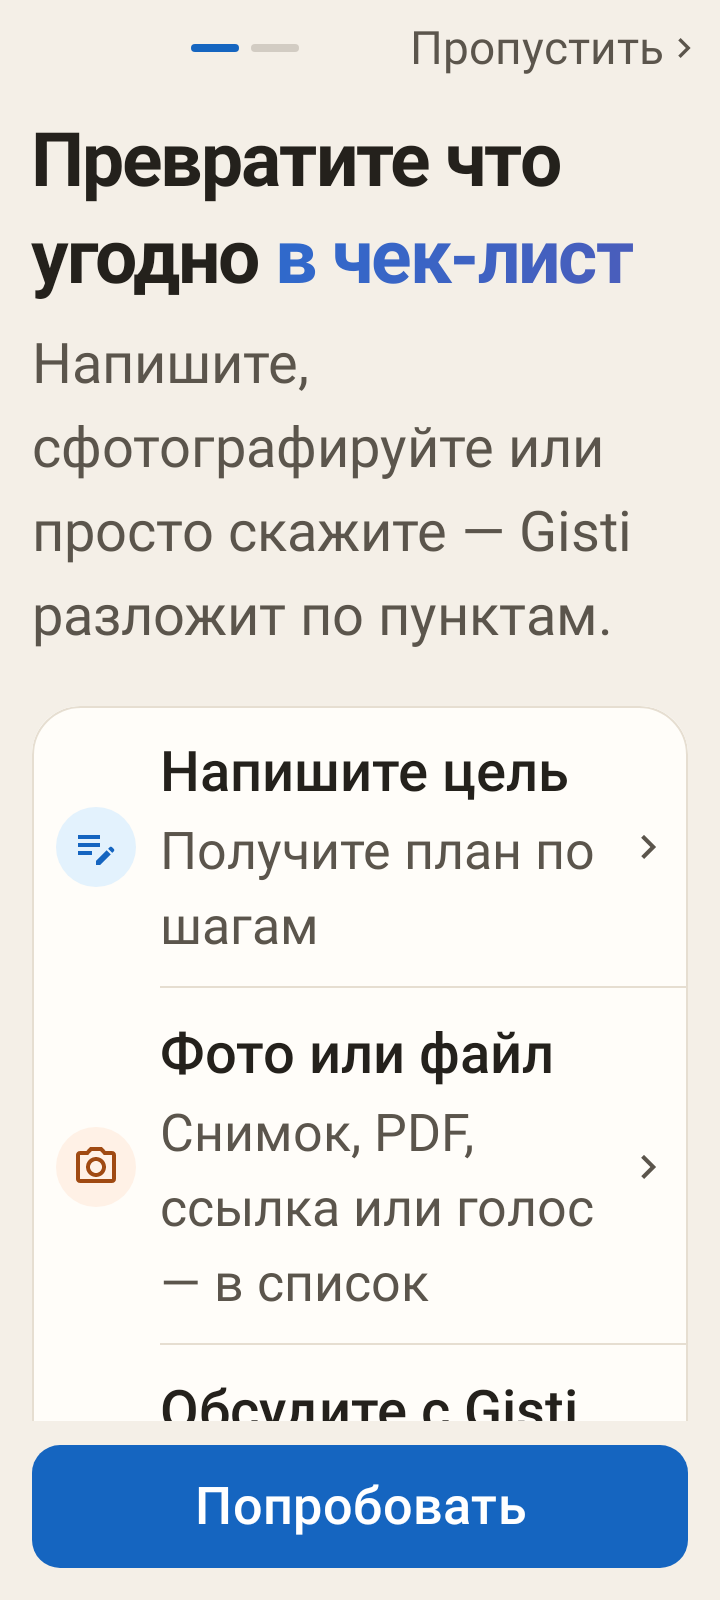 Пропустить
Превратите что
угодно в чек-лист
Напишите,
сфотографируйте или
просто скажите — Gisti
разложит по пунктам.
Напишите цель
Получите план по
шагам
Фото или файл
Снимок, PDF,
ссылка или голос
— в список
Обсудите с Gisti
Попробовать